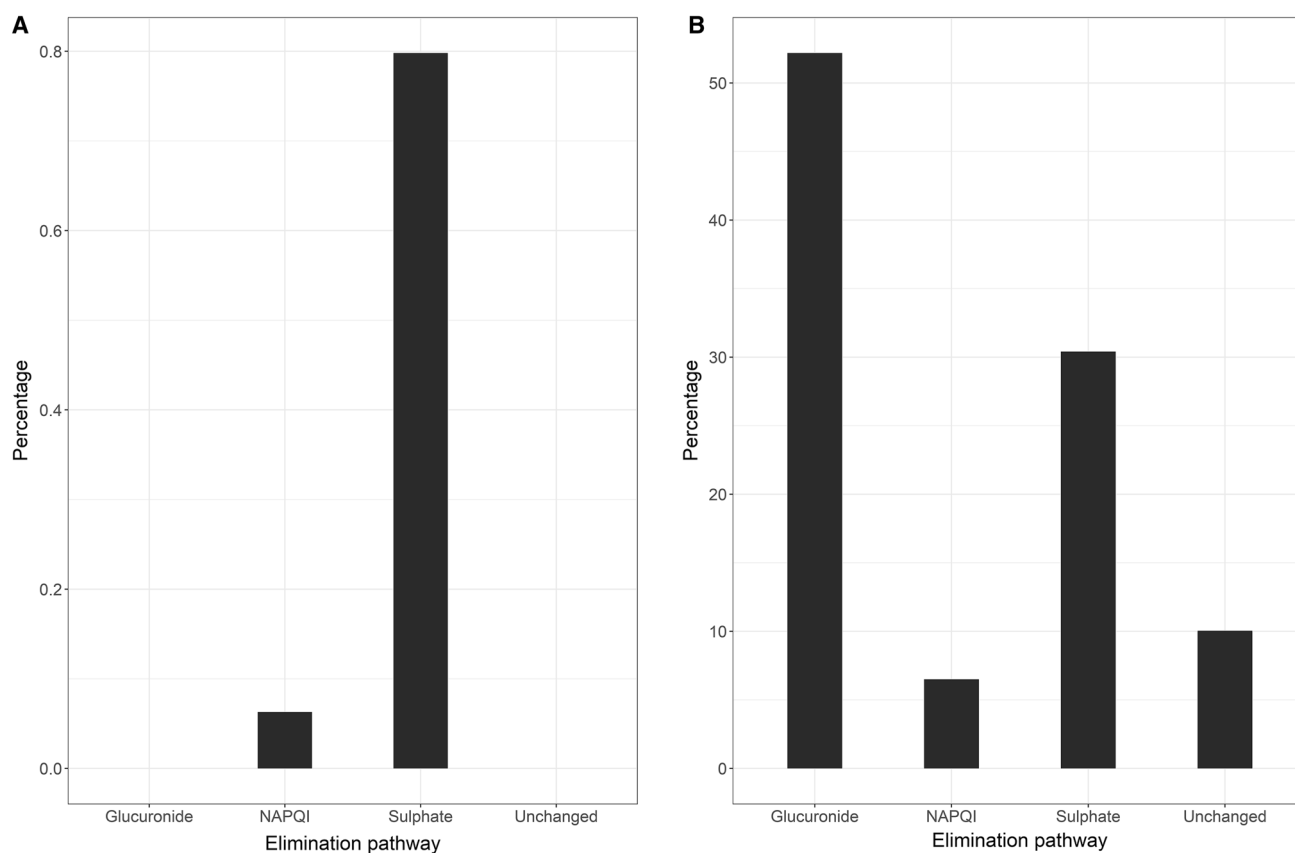 A
Percentage
0.8
0.6
0.4
0.2
0.0
Glucuronide NAPQI Sulphate Unchanged
Elimination pathway
B
Percentage
50
40
30
20
10
0
Glucuronide NAPQI Sulphate Unchanged
Elimination pathway